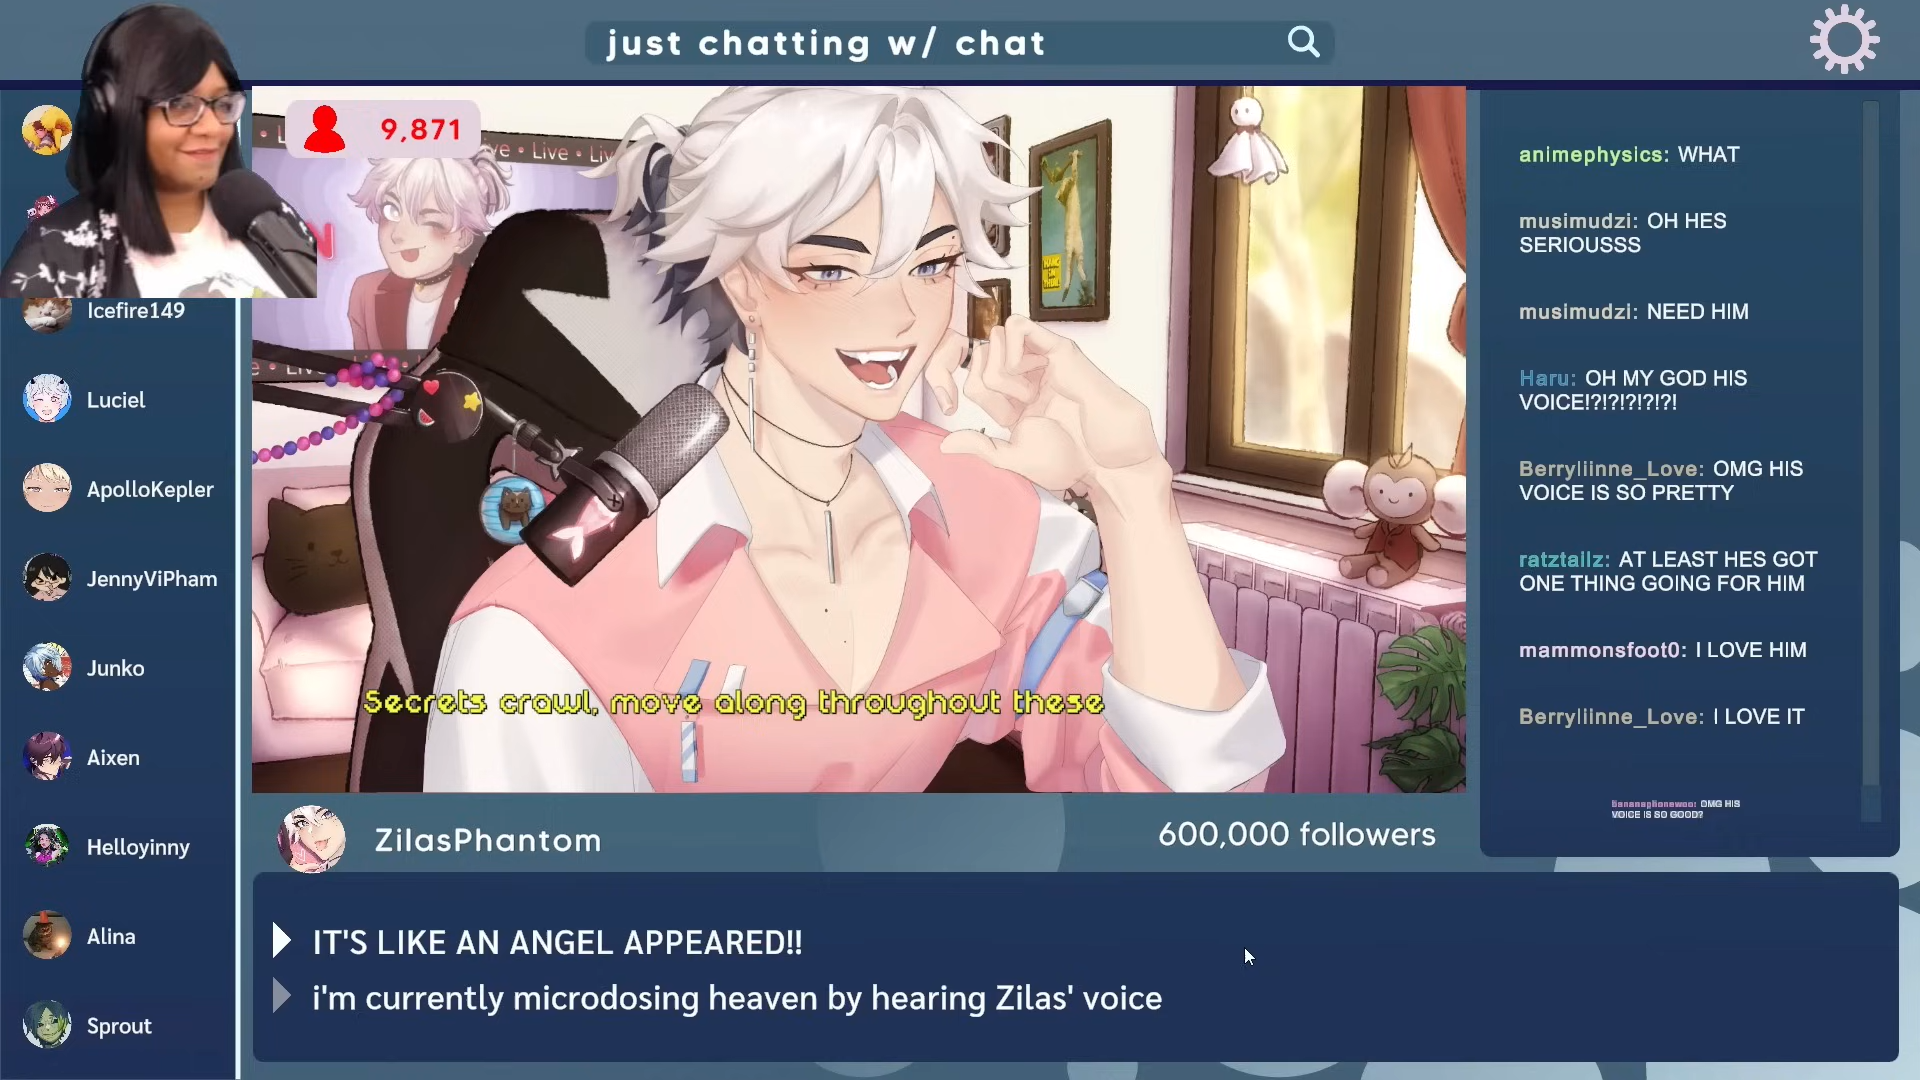 just chatting w/ chat
9,871
Live • Live • Liv
Icefire149
Luciel
ApolloKepler
JennyViPham
Junko
Aixen
Helloyinny
Alina
Sprout
HANG
IN
THERE!
Secrets crawl, move along throughout these
ZilasPhantom
600,000 followers
IT'S LIKE AN ANGEL APPEARED!!
i'm currently microdosing heaven by hearing Zilas' voice
animephysics: WHAT
musimudzi: OH HES
SERIOUSSS
musimudzi: NEED HIM
Haru: OH MY GOD HIS
VOICE!?!?!?!?!?!
Berryliinne_Love: OMG HIS
VOICE IS SO PRETTY
ratztailz: AT LEAST HES GOT
ONE THING GOING FOR HIM
mammonsfoot0: I LOVE HIM
Berryliinne_Love: I LOVE IT
OMG HIS
VOICE IS SO GOOD?